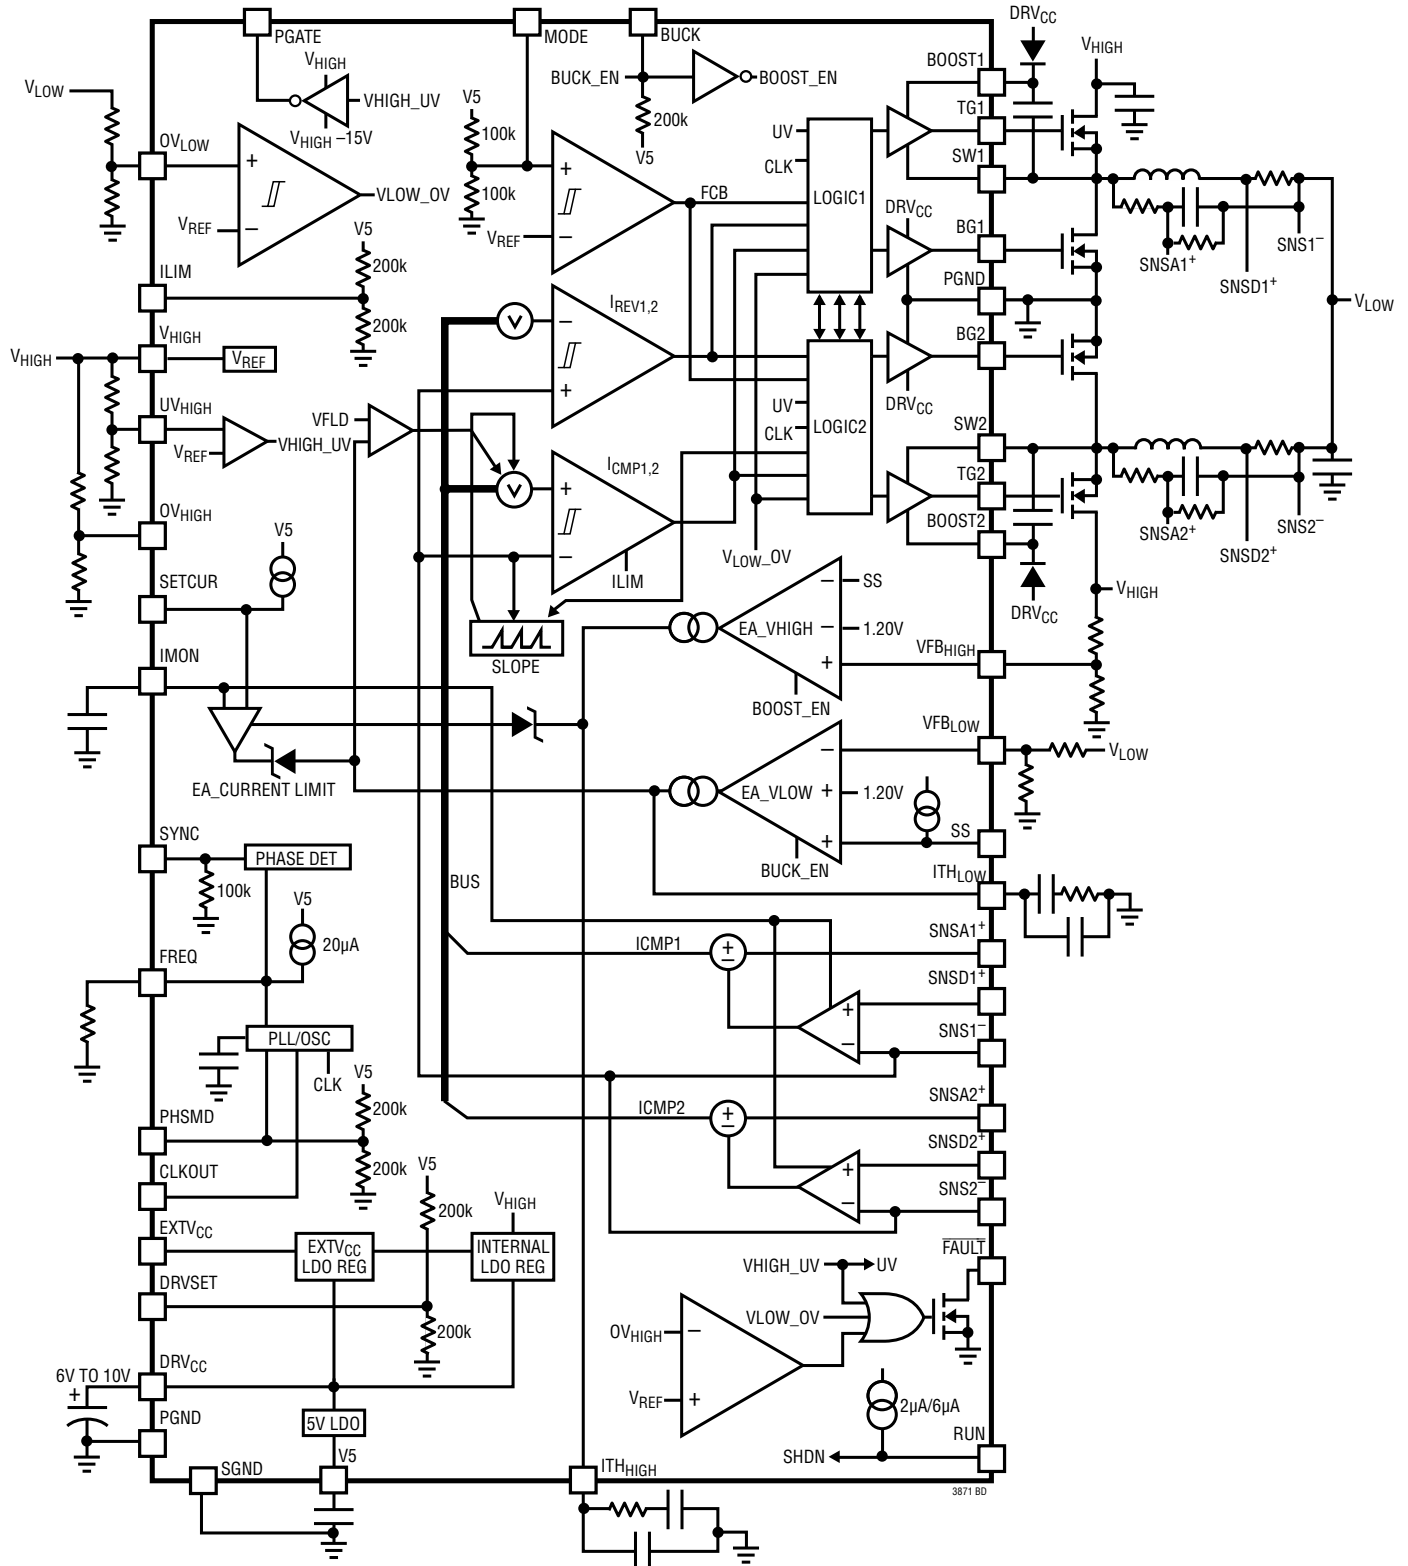 PGATE
MODE
BUCK
DRVCC
VHIGH
VHIGH
BUCK_EN
BOOST_EN
BOOST1
VLOW
VHIGH_UV
V5
TG1
VHIGH –15V
100k
200k
V5
UV
OVLOW
+
+
CLK
SW1
100k
VLOW_OV
FCB
LOGIC1
VREF
–
V5
VREF
–
DRVCC
BG1
SNSA1+
SNS1–
SNSD1+
200k
ILIM
200k
IREV1,2
–
V
PGND
VLOW
VHIGH
VHIGH
VREF
BG2
+
DRVCC
UVHIGH
VFLD
UV
SW2
VREF
VHIGH_UV
CLK
LOGIC2
ICMP1,2
TG2
V
+
OVHIGH
BOOST2
V5
–
SNSA2+
SNS2–
SNSD2+
VLOW_OV
SETCUR
ILIM
–
SS
VHIGH
DRVCC
EA_VHIGH
–
1.20V
VFBHIGH
IMON
SLOPE
+
BOOST_EN
VFBLOW
–
VLOW
EA_CURRENT LIMIT
EA_VLOW
+
1.20V
SYNC
SS
+
PHASE DET
BUCK_EN
ITHLOW
BUS
100k
V5
SNSA1+
20µA
ICMP1
+
–
FREQ
SNSD1+
+
PLL/OSC
SNS1–
–
CLK
V5
SNSA2+
PHSMD
200k
ICMP2
+
–
SNSD2+
CLKOUT
200k
V5
+
SNS2–
VHIGH
–
200k
EXTVCC
EXTVCC
LDO REG
INTERNAL
LDO REG
FAULT
VHIGH_UV
UV
DRVSET
VLOW_OV
200k
OVHIGH
–
DRVCC
6V TO 10V
+
VREF
+
2µA/6µA
PGND
5V LDO
RUN
SHDN
SGND
V5
ITHHIGH
3871 BD